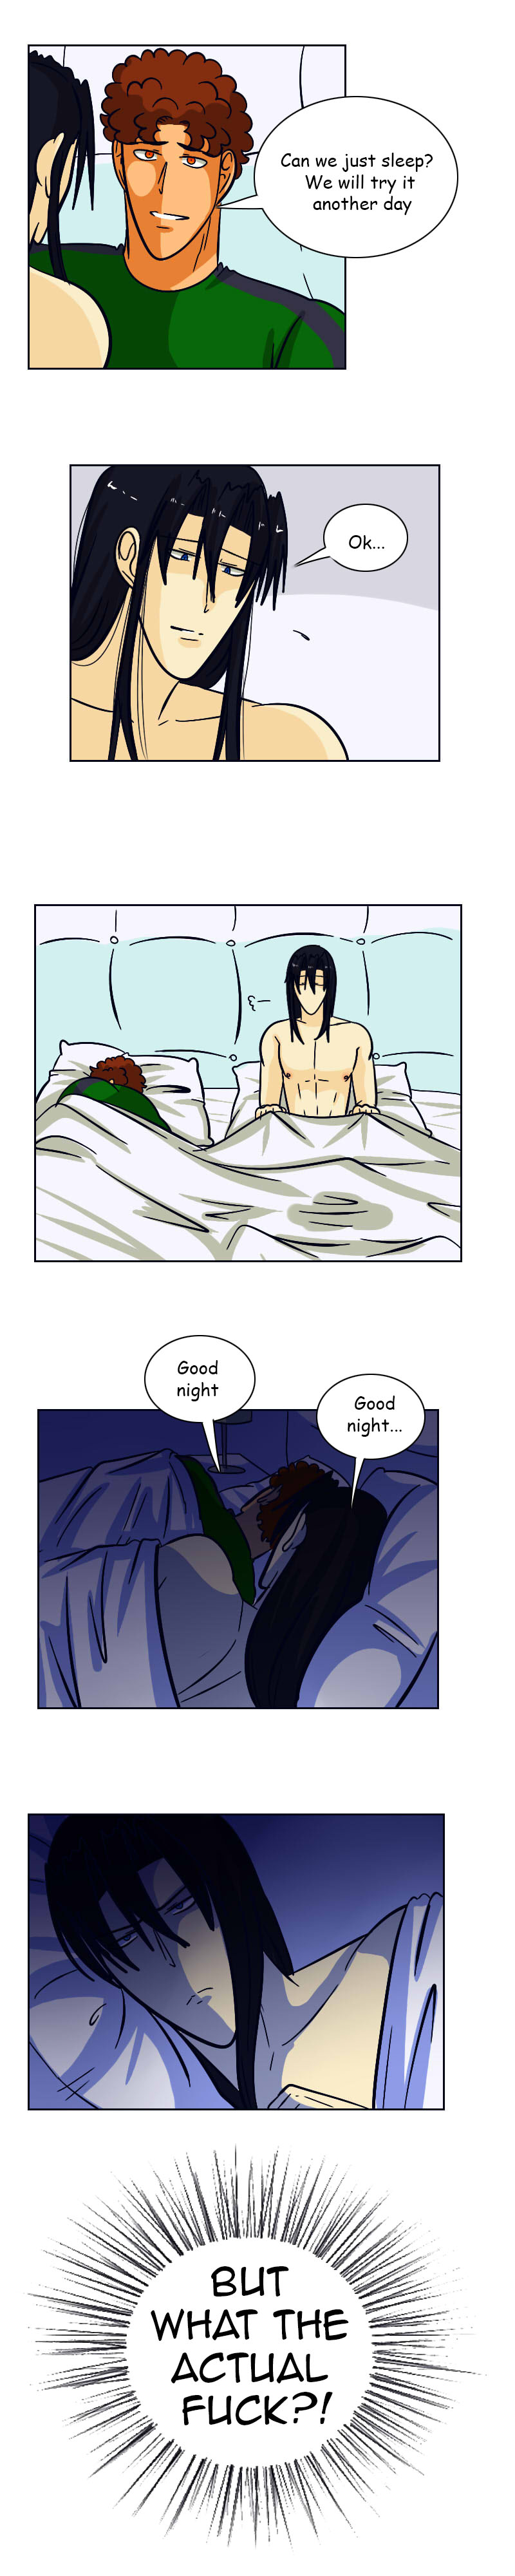 Can we just sleep?
We will try it
another day
Ok...
Good
night
Good
night...
BUT
WHAT THE
ACTUAL
FUCK?!